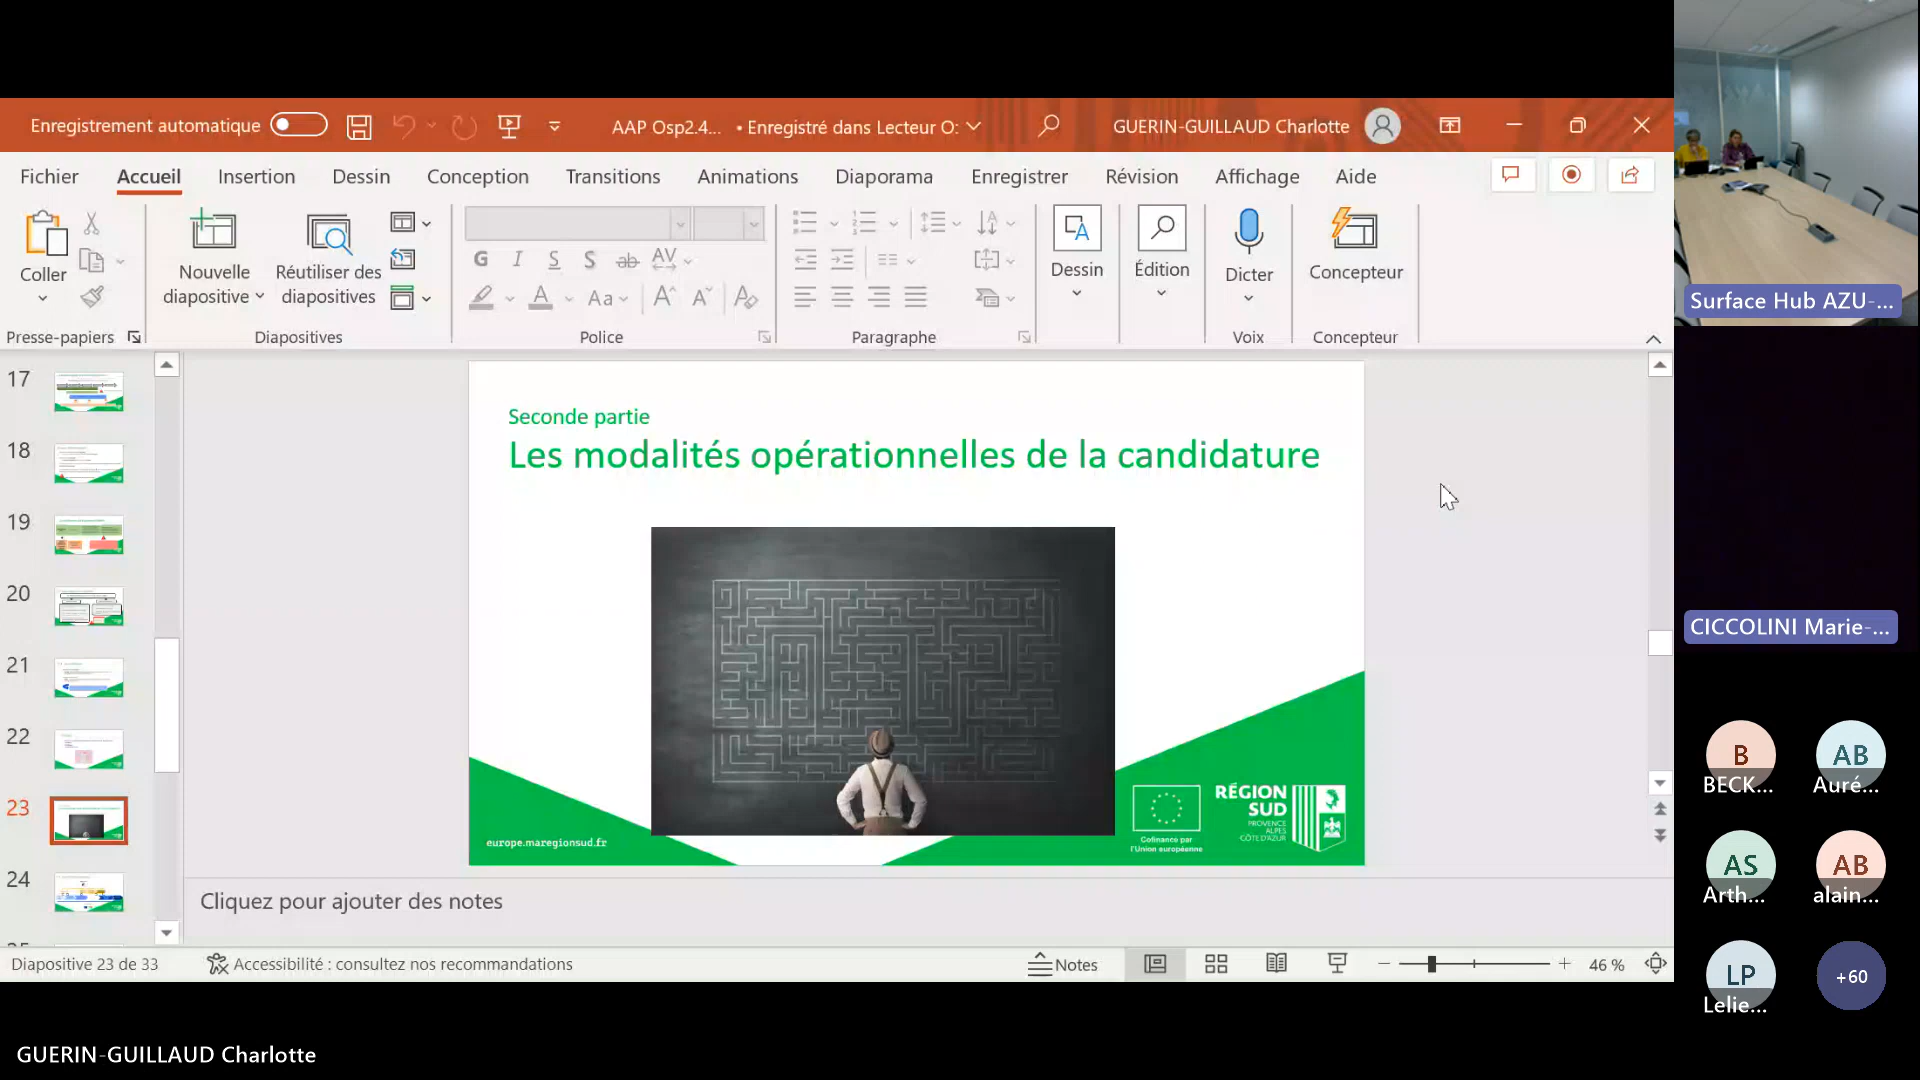 Enregistrement automatique
AAP Osp2.4... • Enregistré dans Lecteur O:
GUERIN-GUILLAUD Charlotte
Fichier Accueil Insertion Dessin Conception Transitions Animations Diaporama Enregistrer Révision Affichage Aide
Coller
Nouvelle diapositive
Réutiliser des diapositives
Dessin
Édition
Dicter
Concepteur
Presse-papiers Diapositives Police Paragraphe Voix Concepteur
17
18
19
20
21
22
23
24
Seconde partie
Les modalités opérationnelles de la candidature
europe.maregionsud.fr
Cofinancé par
l'Union européenne
RÉGION
SUD
PROVENCE
ALPES
CÔTE D'AZUR
Cliquez pour ajouter des notes
Diapositive 23 de 33
Accessibilité : consultez nos recommandations
Notes
46 %
Surface Hub AZU-...
CICCOLINI Marie-...
B
BECK...
AB
Auré...
AS
Arth...
AB
alain...
LP
Lelie...
+60
GUERIN-GUILLAUD Charlotte